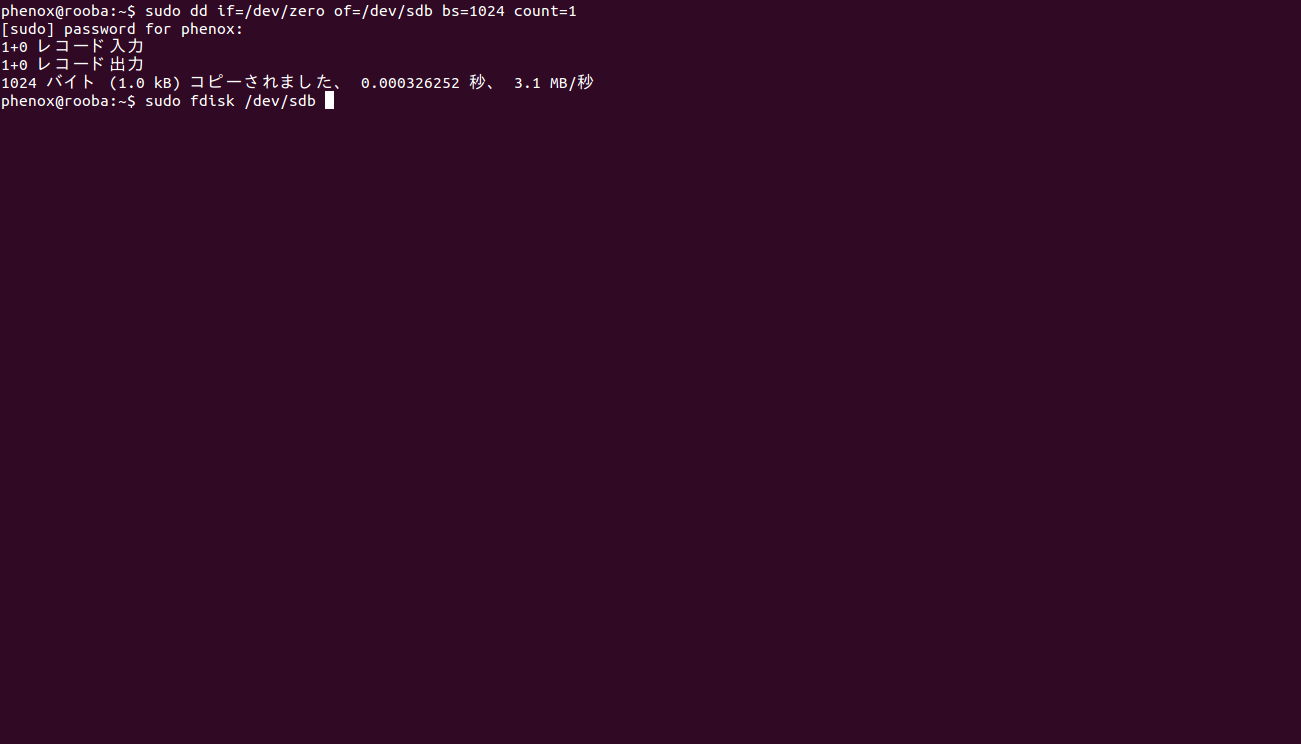 phenox@rooba:~$ sudo dd if=/dev/zero of=/dev/sdb bs=1024 count=1
[sudo] password for phenox:
1+0 レコード入力
1+0 レコード出力
1024 バイト (1.0 kB) コピーされました、 0.000326252 秒、 3.1 MB/秒
phenox@rooba:~$ sudo fdisk /dev/sdb